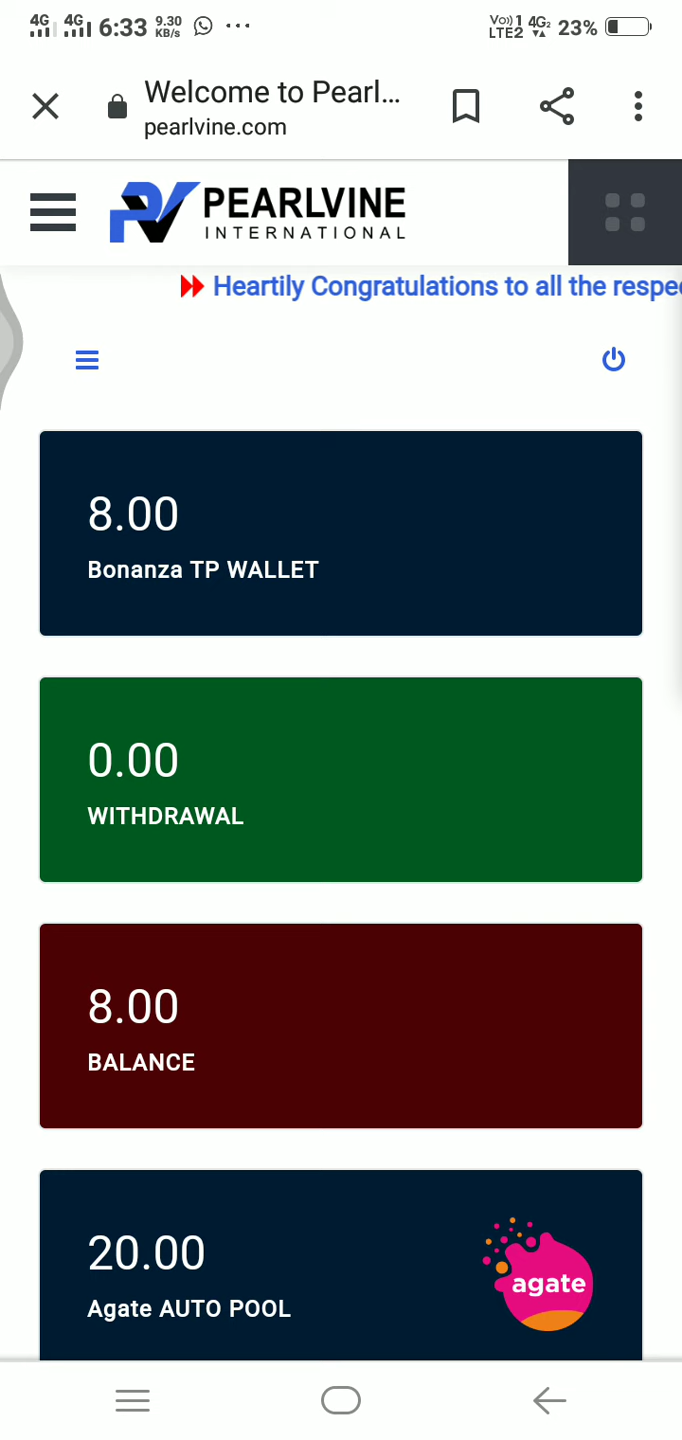 4G 4G 6:33 9.30 KB/s ... Vo) 1 4G2 LTE2 23%
Welcome to Pearl...
pearlvine.com
PEARLVINE
INTERNATIONAL
Heartily Congratulations to all the respe
8.00
Bonanza TP WALLET
0.00
WITHDRAWAL
8.00
BALANCE
20.00
Agate AUTO POOL
agate